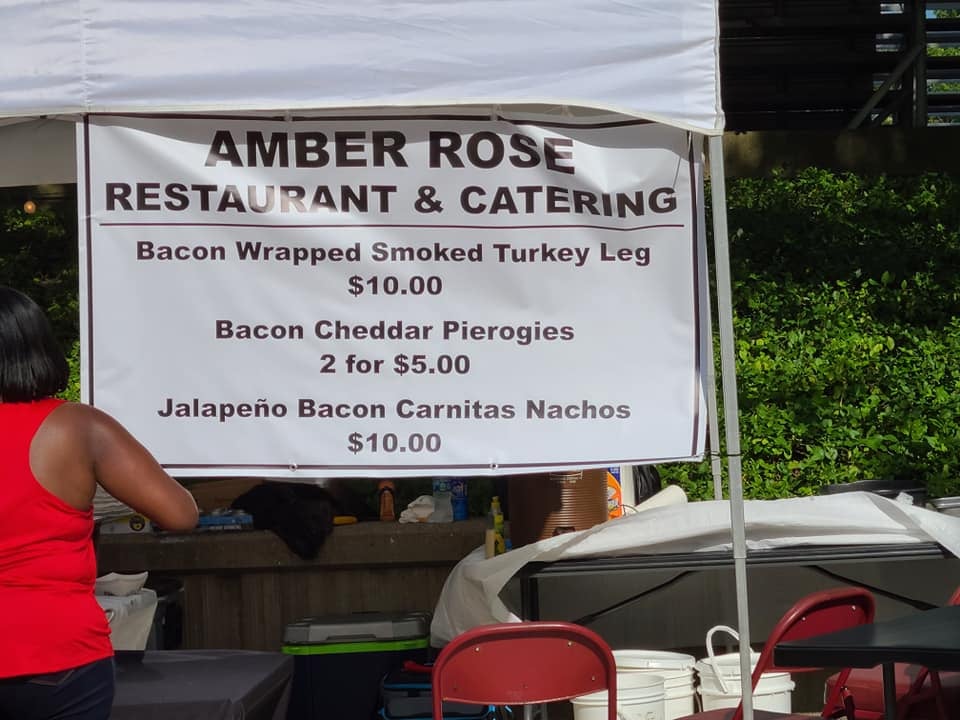 AMBER ROSE
RESTAURANT & CATERING
Bacon Wrapped Smoked Turkey Leg
$10.00
Bacon Cheddar Pierogies
2 for $5.00
Jalapeño Bacon Carnitas Nachos
$10.00